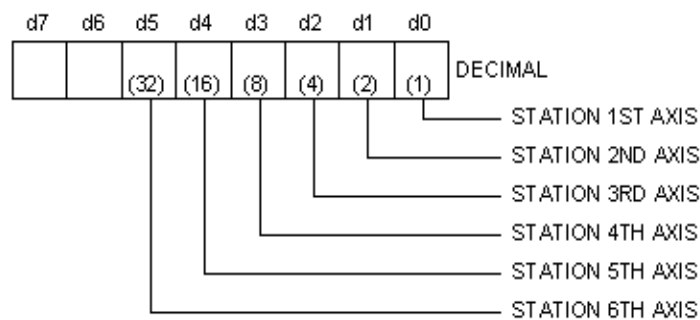 d7 d6 d5 d4 d3 d2 d1 d0
(32) (16) (8) (4) (2) (1) DECIMAL
STATION 1ST AXIS
STATION 2ND AXIS
STATION 3RD AXIS
STATION 4TH AXIS
STATION 5TH AXIS
STATION 6TH AXIS